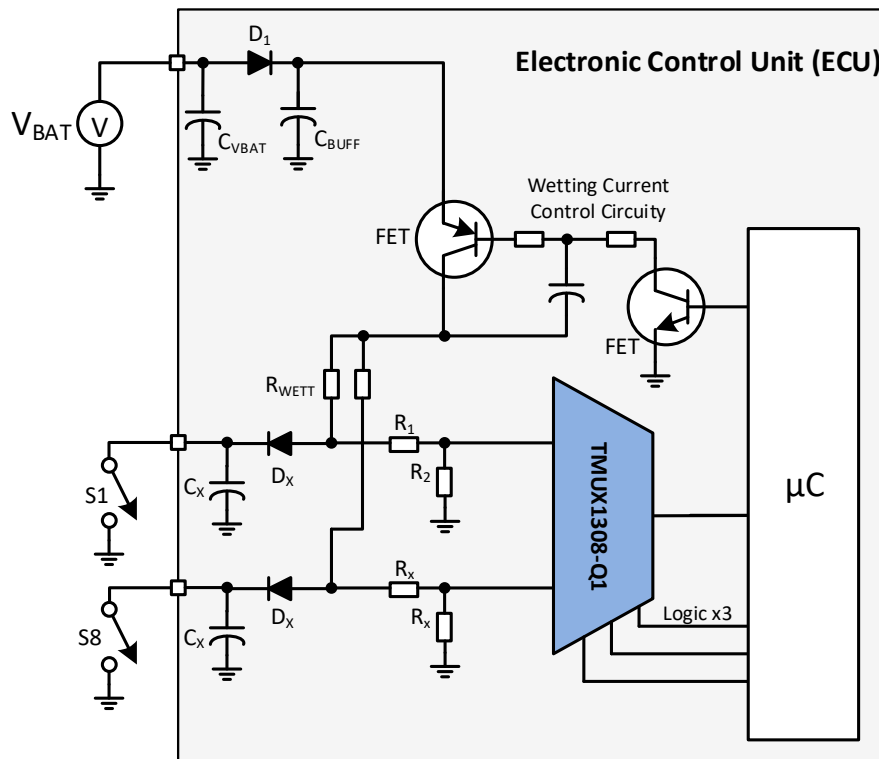 D1
Electronic Control Unit (ECU)
VBAT
V
CVBAT
CBUFF
Wetting Current
Control Circuity
FET
FET
RWETT
R1
R2
S1
CX
DX
TMUX1308-Q1
µC
Rx
Rx
S8
CX
DX
Logic x3